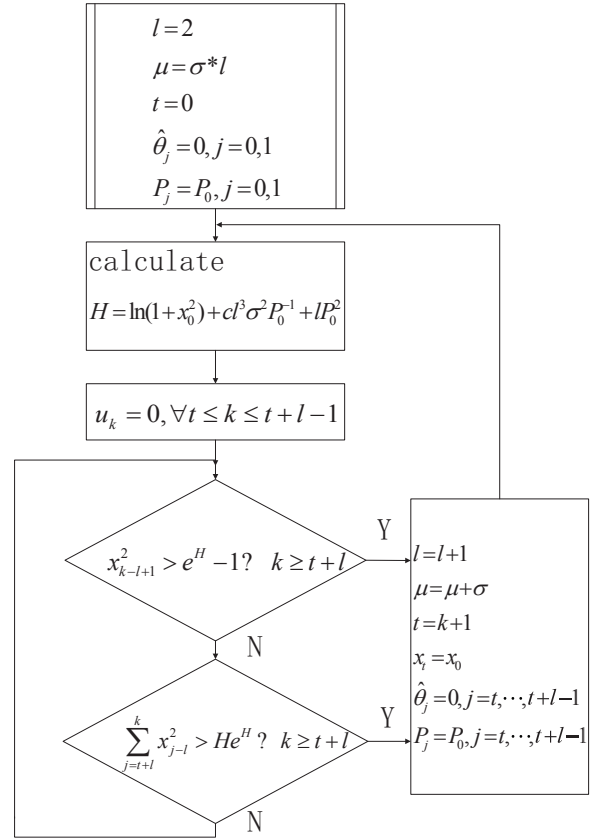 l=2
μ=σ*l
t=0
θ̂_j=0, j=0,1
P_j=P_0, j=0,1
calculate
H=ln(1+x_0^2)+cl^3σ^2P_0^{-1}+lP_0^2
u_k=0,∀t≤k≤t+l-1
x_{k-l+1}^2>e^H-1? k≥t+l
Y
N
∑_{j=t+l}^{k} x_{j-l}^2>He^H? k≥t+l
Y
N
l=l+1
μ=μ+σ
t=k+1
x_t=x_0
θ̂_j=0, j=t,⋯,t+l-1
P_j=P_0, j=t,⋯,t+l-1